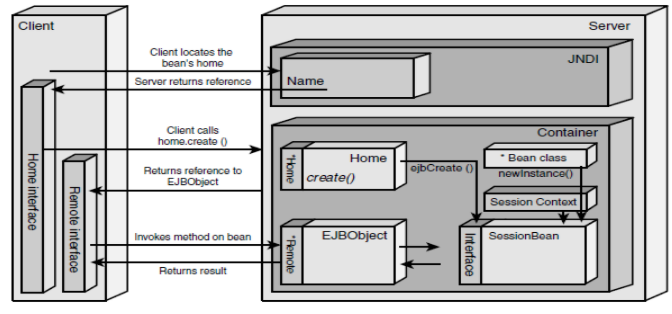 Client
Server
Client locates the
bean's home
JNDI
Server returns reference
Name
Container
Client calls
home.create ()
*Home
Home
create()
ejbCreate ()
* Bean class
newInstance()
Home interface
Remote interface
Returns reference to
EJBObject
Session Context
Invokes method on bean
*Remote
EJBObject
Interface
SessionBean
Returns result